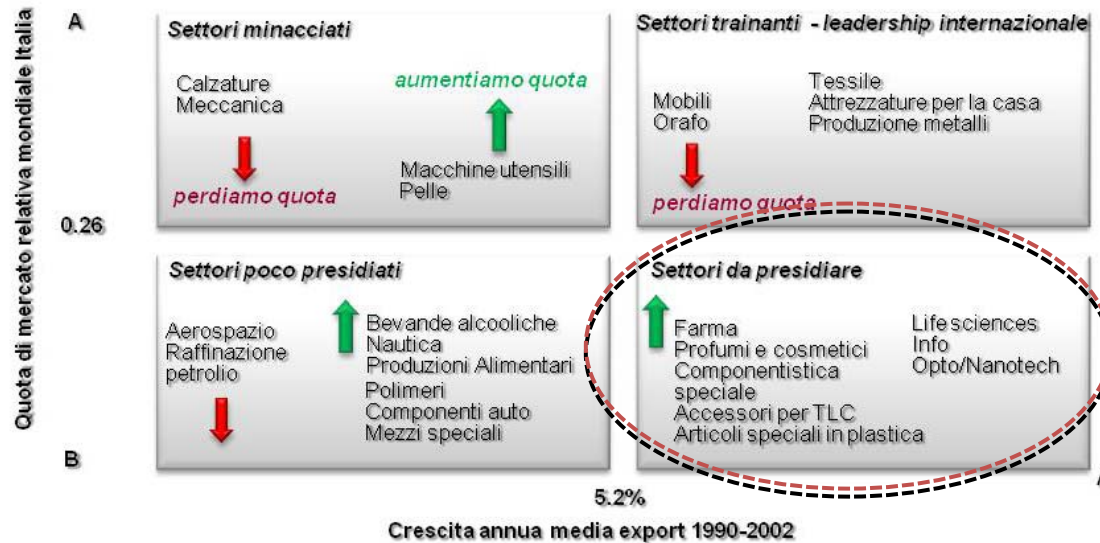 Quota di mercato relativa mondiale Italia
A
0.26
B
Settori minacciati
Calzature
Meccanica
perdiamo quota
aumentiamo quota
Macchine utensili
Pelle
Settori trainanti - leadership internazionale
Mobili
Orafo
perdiamo quota
Tessile
Attrezzature per la casa
Produzione metalli
Settori poco presidiati
Aerospazio
Raffinazione
petrolio
Bevande alcooliche
Nautica
Produzioni Alimentari
Polimeri
Componenti auto
Mezzi speciali
Settori da presidiare
Farma
Profumi e cosmetici
Componentistica
speciale
Accessori per TLC
Articoli speciali in plastica
Life sciences
Info
Opto/Nanotech
5.2%
Crescita annua media export 1990-2002